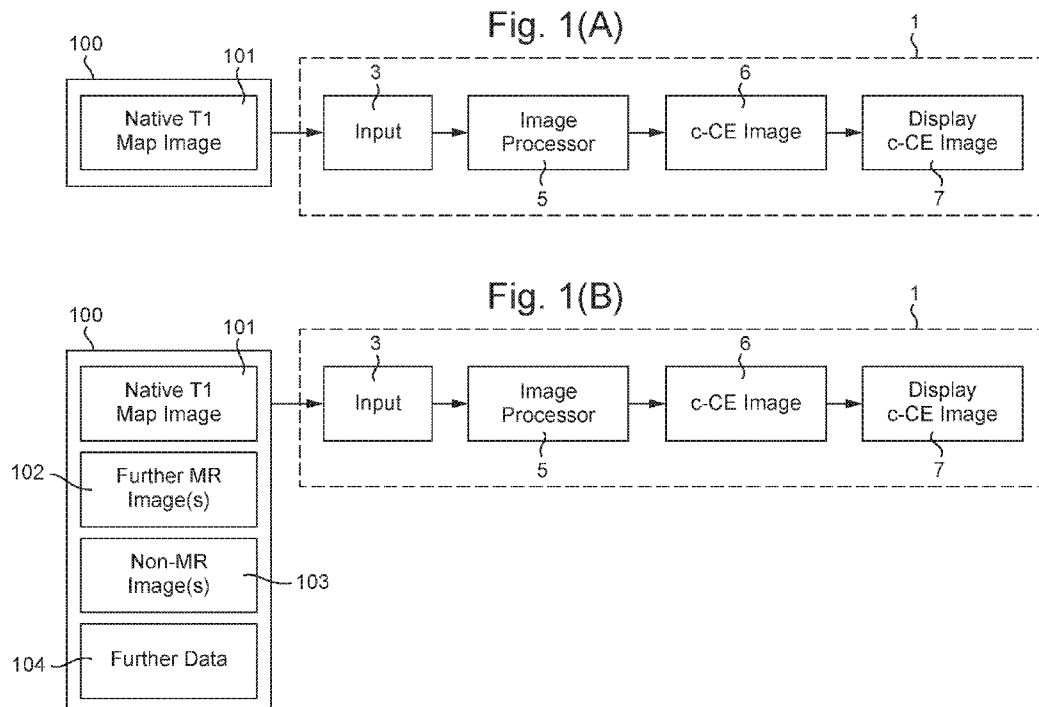 Fig. 1(A)
100
101
1
3
6
Native T1
Map Image
Input
Image
Processor
c-CE Image
Display
c-CE Image
5
7
Fig. 1(B)
100
101
1
3
6
Native T1
Map Image
Input
Image
Processor
c-CE Image
Display
c-CE Image
5
7
102
Further MR
Image(s)
Non-MR
Image(s)
103
104
Further Data